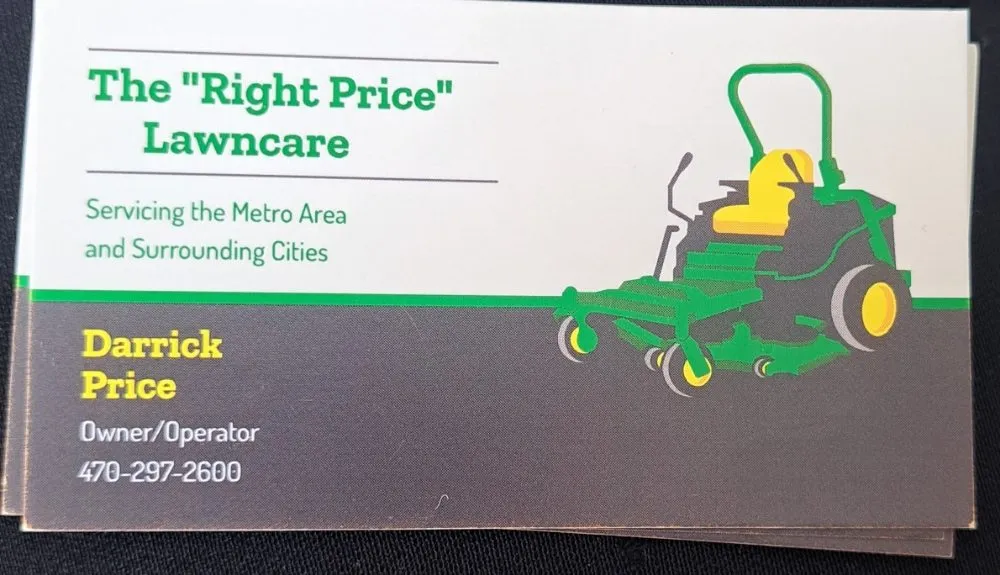 The "Right Price"
Lawncare
Servicing the Metro Area
and Surrounding Cities
Darrick
Price
Owner/Operator
470-297-2600